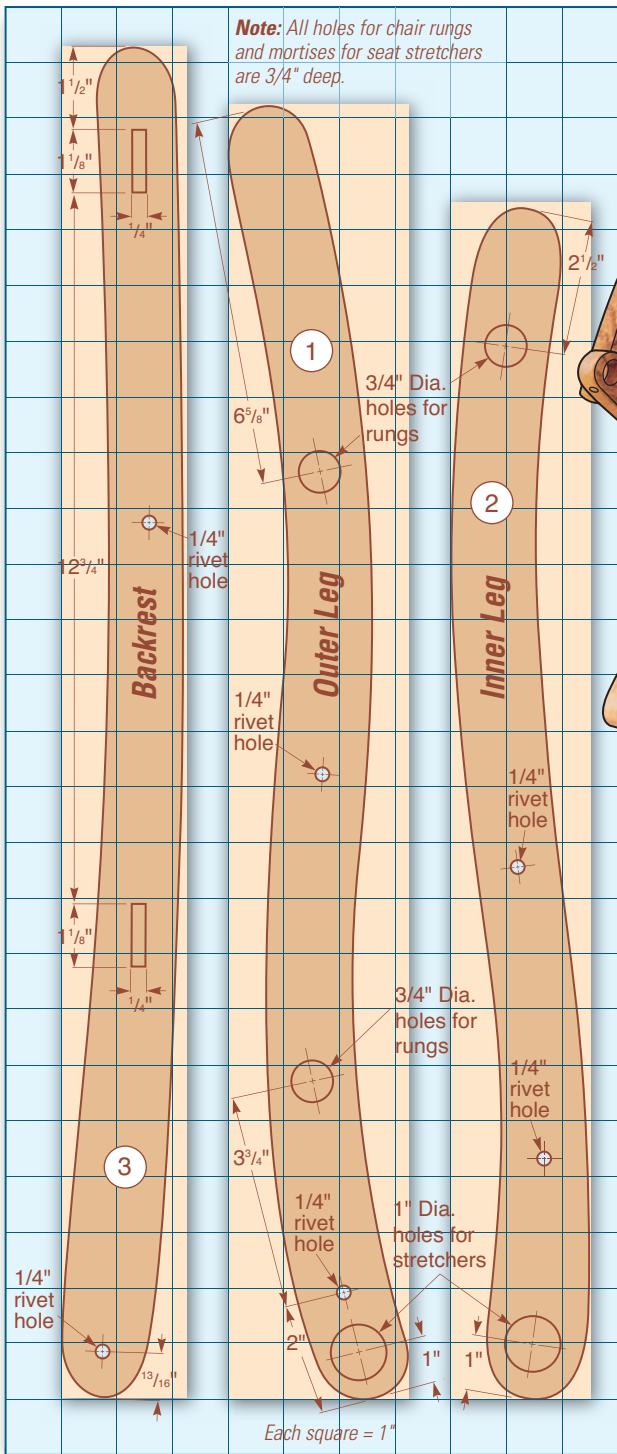 Note: All holes for chair rungs
and mortises for seat stretchers
are 3/4" deep.
1 1/2"
1 1/8"
1/4"
2 1/2"
1
3/4" Dia.
holes for
rungs
6 5/8"
2
1/4"
rivet
hole
12 3/4"
Backrest
Outer Leg
Inner Leg
1/4"
rivet
hole
1/4"
rivet
hole
1 1/8"
1/4"
3/4" Dia.
holes for
rungs
1/4"
rivet
hole
3
3 3/4"
1/4"
rivet
hole
1" Dia.
holes for
stretchers
1/4"
rivet
hole
13/16"
2"
1"
1"
Each square = 1"